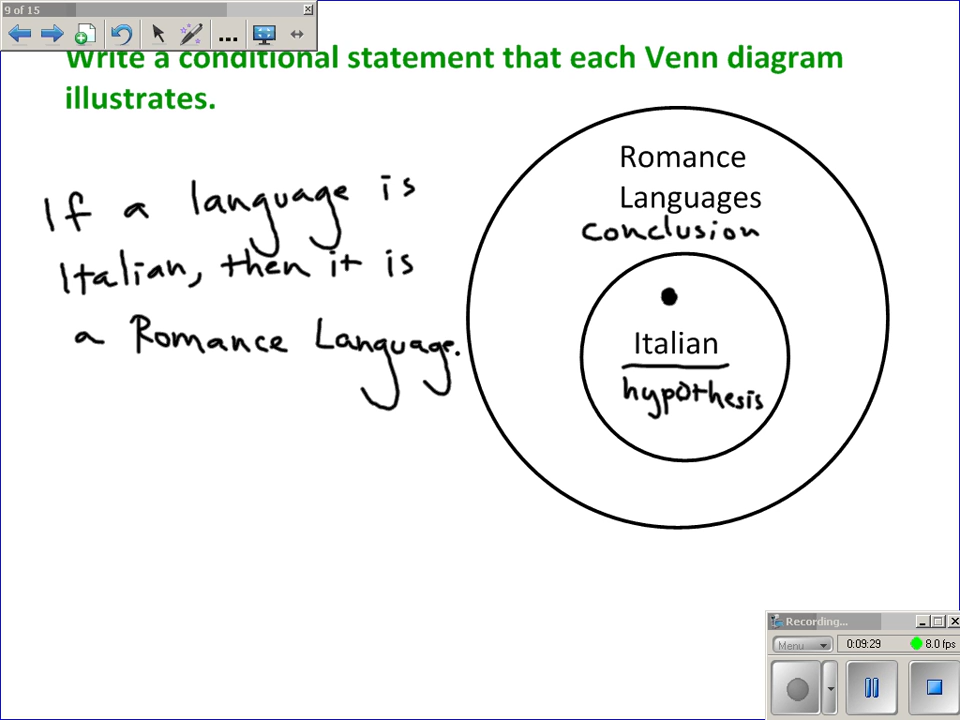 9 of 15
Write a conditional statement that each Venn diagram
illustrates.
If a language is
Italian, then it is
a Romance Language.
Romance
Languages
conclusion
Italian
hypothesis
Recording...
Menu
0:09:29
8.0 fps